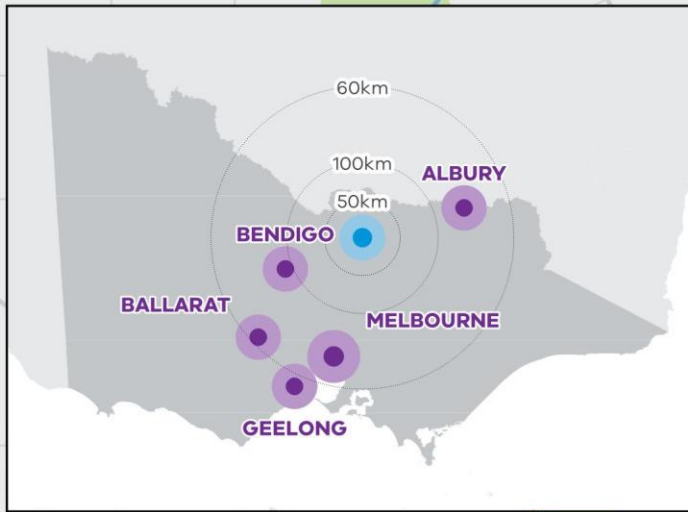 60km
100km
ALBURY
50km
BENDIGO
BALLARAT
MELBOURNE
GEELONG